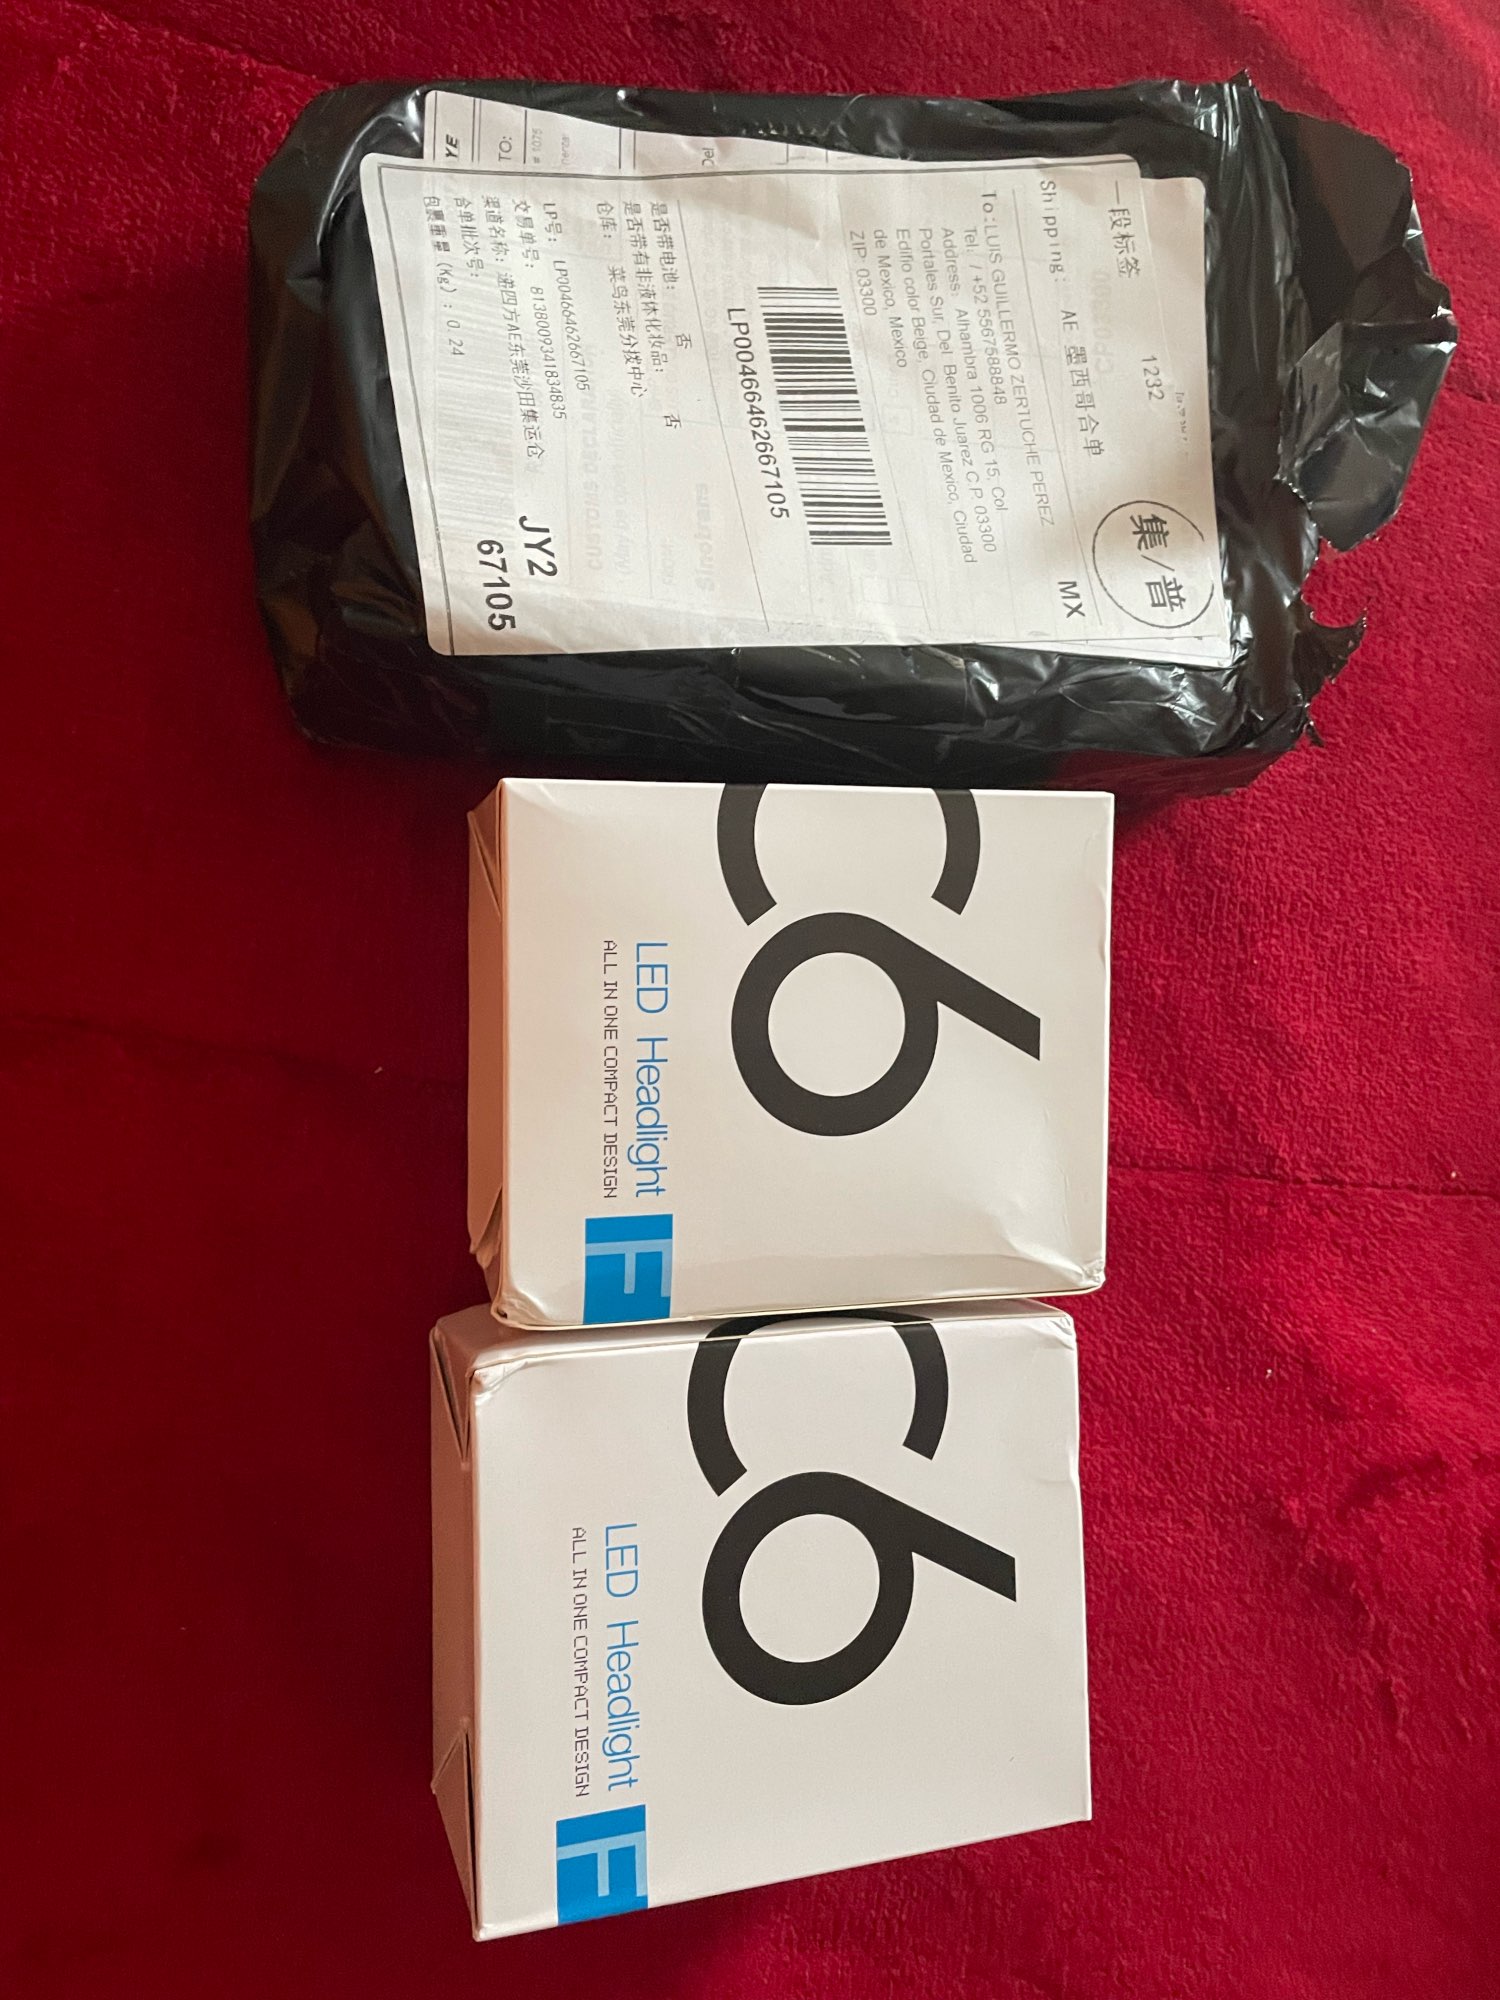 一段标签
1232
集/普
Shipping: AE 墨西哥合单
MX
To:LUIS GUILLERMO ZERTUCHE PEREZ
Tel: /+52 5567588848
Address: Alhambra 1006 RG 15, Col
Portales Sur, Del Benito Juarez C.P. 03300
Edifio color Beige, Ciudad de Mexico, Ciudad
de Mexico, Mexico
ZIP: 03300
LP00466462667105
是否带电池: 否
是否带有非液体化妆品: 否
仓库: 菜鸟东莞分拨中心
LP号: LP00466462667105
交易单号: 8138009341834835
渠道名称: 递四方AE东莞沙田集运仓
合单批次号:
包裹重量(Kg): 0.24
JY2
67105
TO:
C6
LED Headlight
ALL IN ONE COMPACT DESIGN
F
C6
LED Headlight
ALL IN ONE COMPACT DESIGN
F